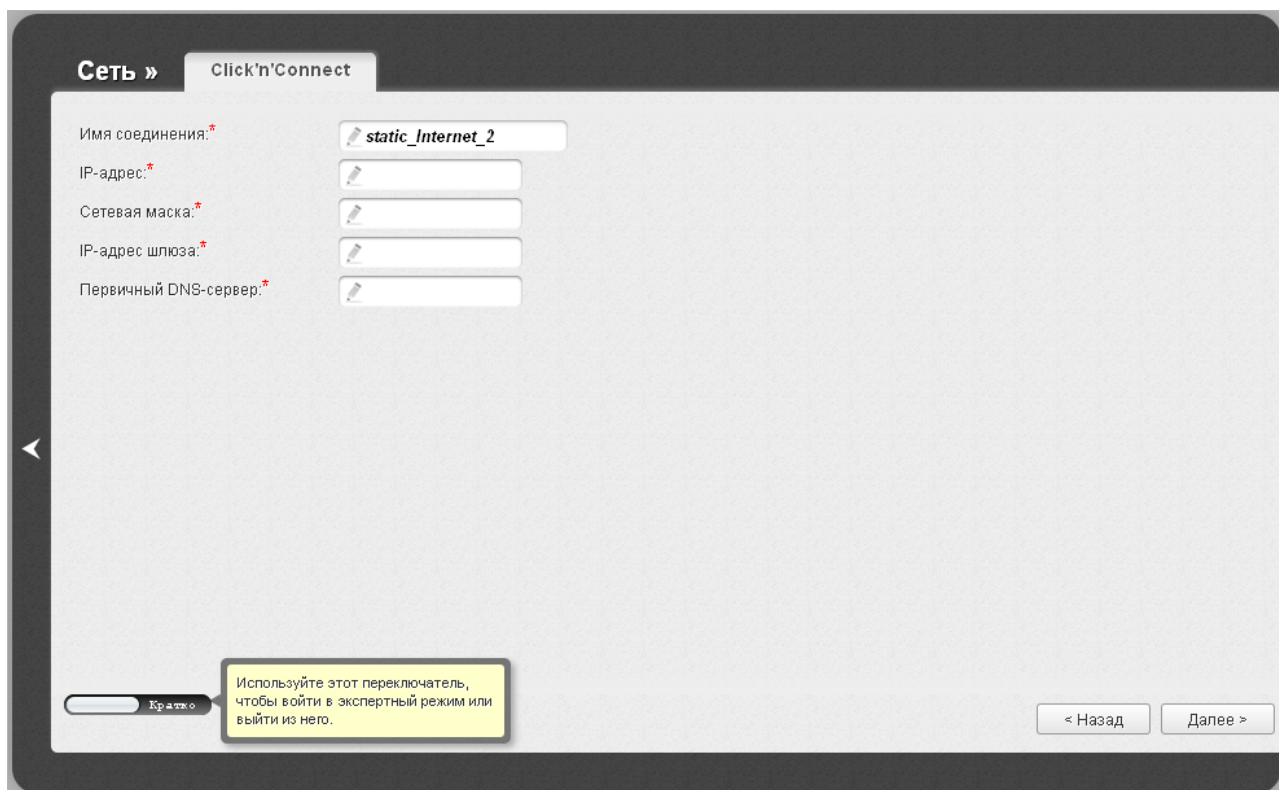 Сеть »
Click'n'Connect
Имя соединения:*
static_Internet_2
IP-адрес:*
Сетевая маска:*
IP-адрес шлюза:*
Первичный DNS-сервер:*
Кратко
Используйте этот переключатель,
чтобы войти в экспертный режим или
выйти из него.
< Назад
Далее >